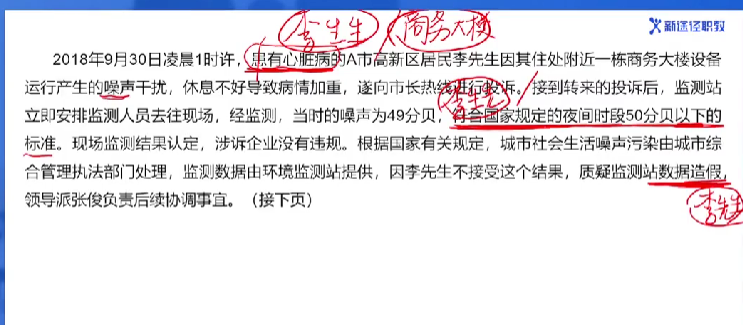 李先生
商务大楼
新途径职教
2018年9月30日凌晨1时许，患有心脏病的A市高新区居民李先生因其住处附近一栋商务大楼设备
运行产生的噪声干扰，休息不好导致病情加重，遂向市长热线进行投诉。接到转来的投诉后，监测站
立即安排监测人员去往现场，经监测，当时的噪声为49分贝，符合国家规定的夜间时段50分贝以下的
标准。现场监测结果认定，涉诉企业没有违规。根据国家有关规定，城市社会生活噪声污染由城市综
合管理执法部门处理，监测数据由环境监测站提供，因李先生不接受这个结果，质疑监测站数据造假，
领导派张俊负责后续协调事宜。（接下页）
李先生